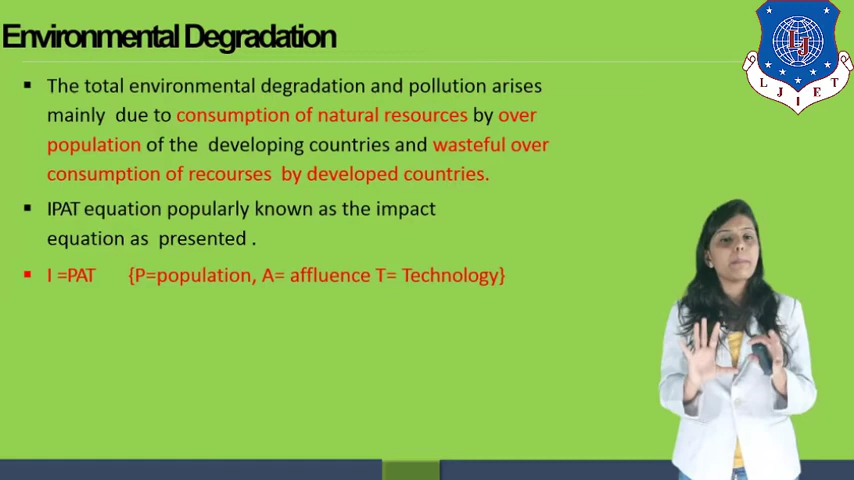 Environmental Degradation
▪ The total environmental degradation and pollution arises
mainly due to consumption of natural resources by over
population of the developing countries and wasteful over
consumption of recourses by developed countries.
▪ IPAT equation popularly known as the impact
equation as presented .
▪ I =PAT {P=population, A= affluence T= Technology}
LJ
L J I E T